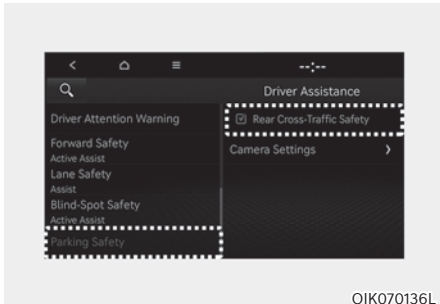 --:--
Driver Assistance
Driver Attention Warning
Rear Cross-Traffic Safety
Forward Safety
Active Assist
Camera Settings
Lane Safety
Assist
Blind-Spot Safety
Active Assist
Parking Safety
OIK070136L